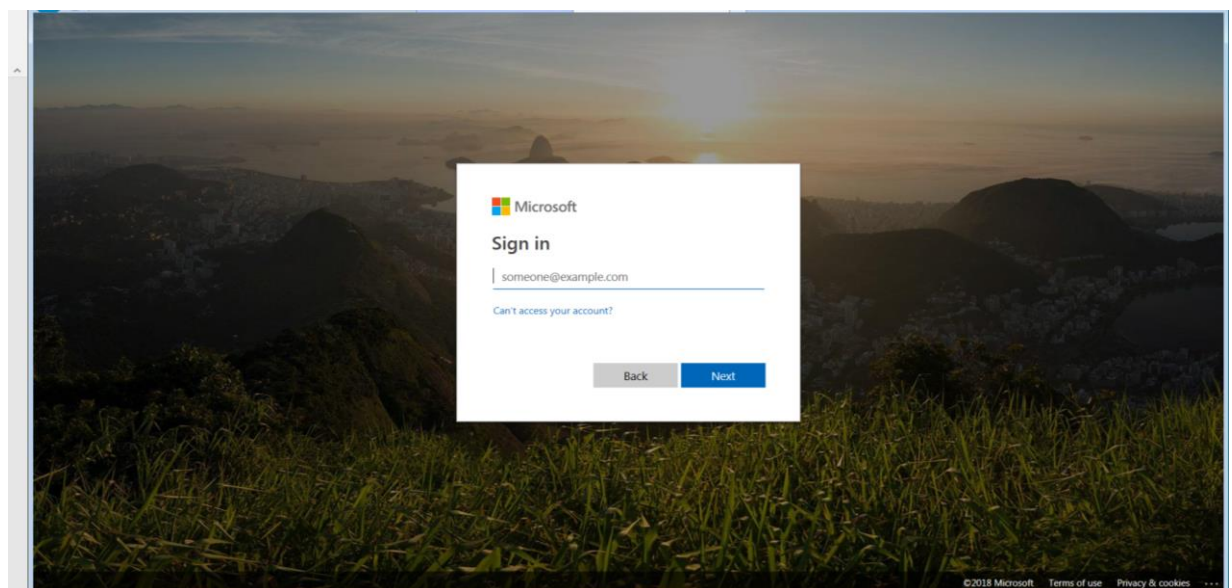 Microsoft
Sign in
someone@example.com
Can't access your account?
Back Next
©2018 Microsoft Terms of use Privacy & cookies ...